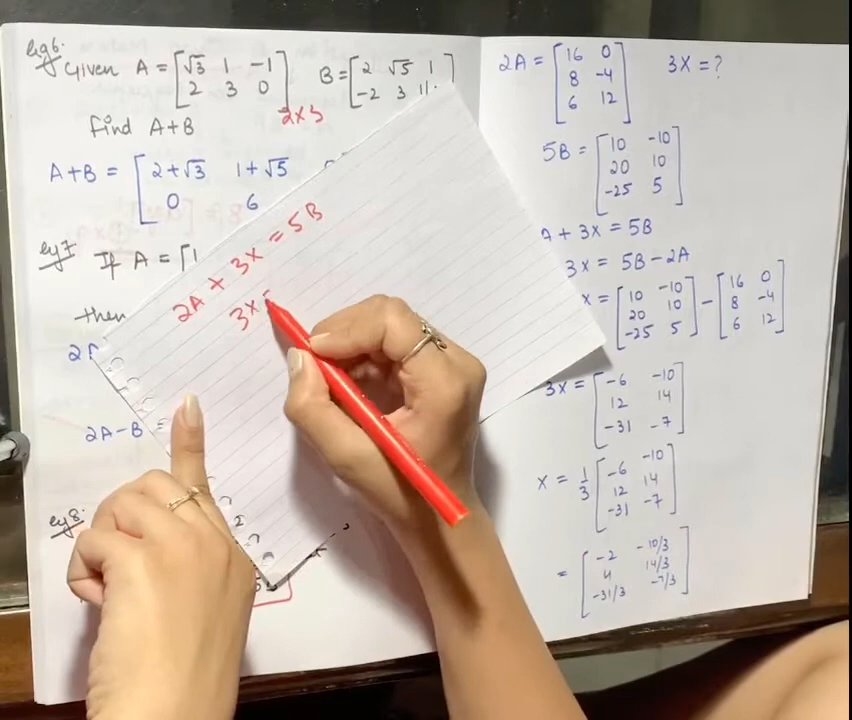 eg6. Given A = [√3 1 -1
2 3 0] B = [2 √5 1
-2 3
2×3
Find A+B
A+B = [2+√3 1+√5
0 6
eg7 If A = [1
then
2A-B =
eg8.
2A + 3X = 5B
3X
2A = [16 0
8 -4
6 12] 3X = ?
5B = [10 -10
20 10
-25 5]
A + 3X = 5B
3X = 5B - 2A
X = [10 -10
20 10
-25 5] - [16 0
8 -4
6 12]
3X = [-6 -10
12 14
-31 -7]
X = 1/3 [-6 -10
12 14
-31 -7]
= [-2 -10/3
4 14/3
-31/3 -7/3]